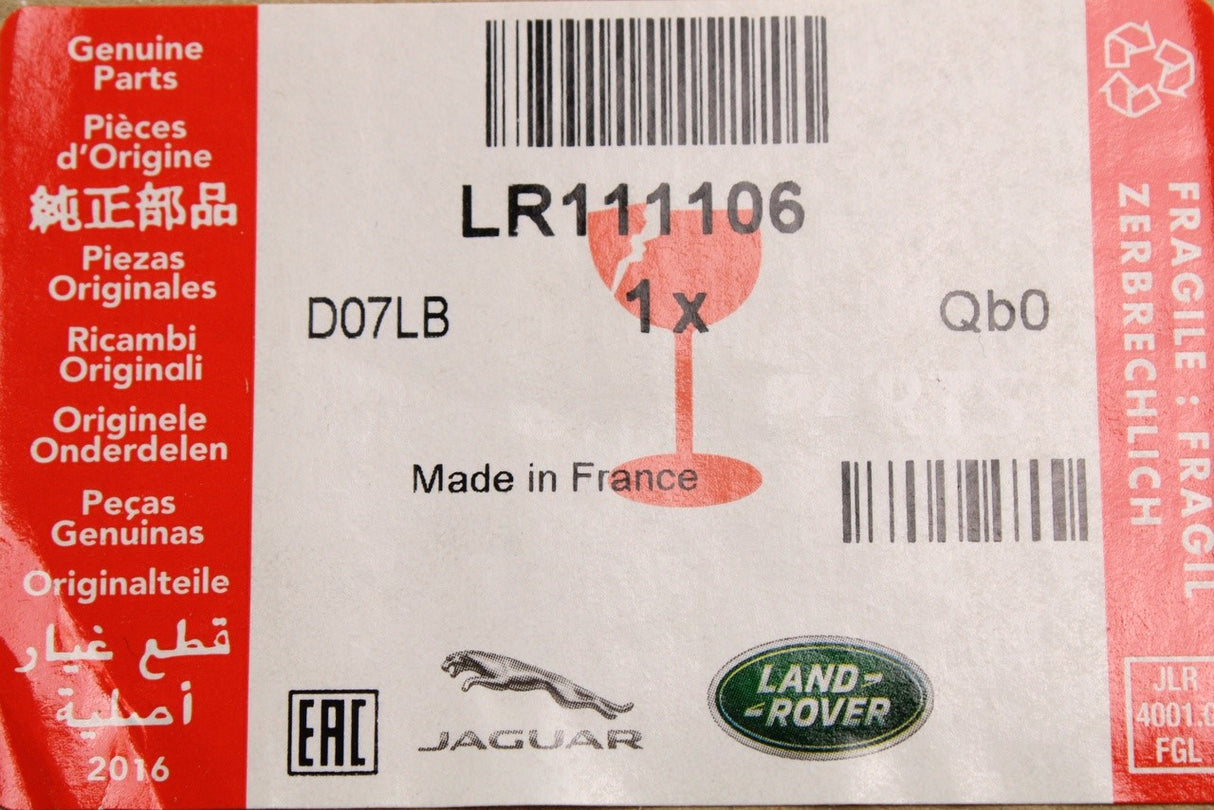 Genuine
Parts
Pièces
d'Origine
純正部品
Piezas
Originales
Ricambi
Originali
Originele
Onderdelen
Peças
Genuinas
Originalteile
قطع غيار
أصلية
2016
LR111106
D07LB
1x
Qb0
Made in France
EAC
JAGUAR
LAND-
-ROVER
FRAGILE : FRAGIL
ZERBRECHLICH
JLR
FGL